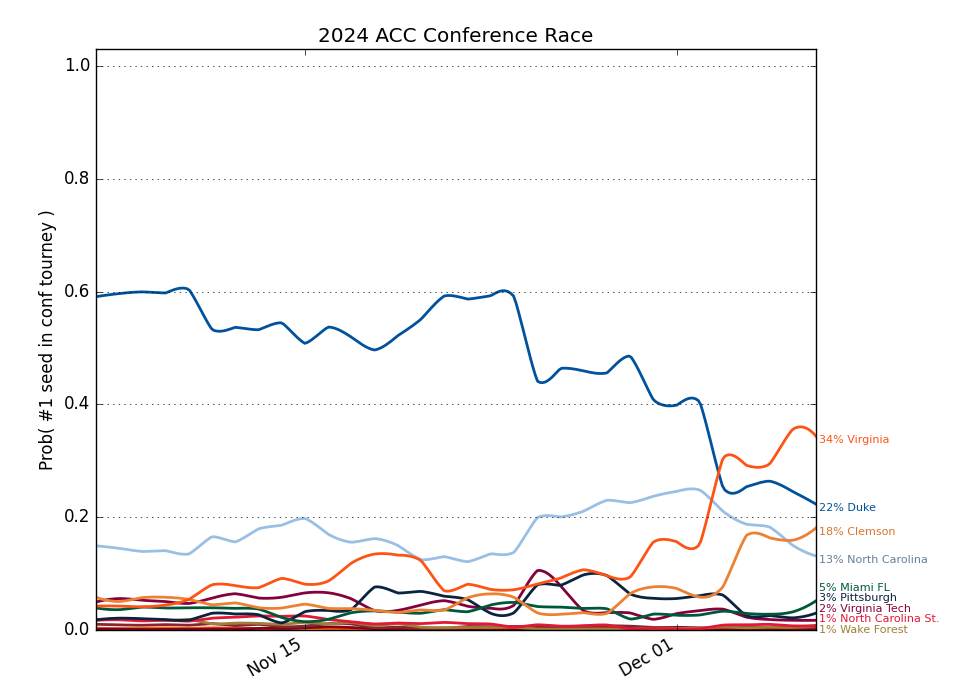 2024 ACC Conference Race
Prob( #1 seed in conf tourney )
1.0
0.8
0.6
0.4
0.2
0.0
Nov 15
Dec 01
34% Virginia
22% Duke
18% Clemson
13% North Carolina
5% Miami FL
3% Pittsburgh
2% Virginia Tech
1% North Carolina St.
1% Wake Forest